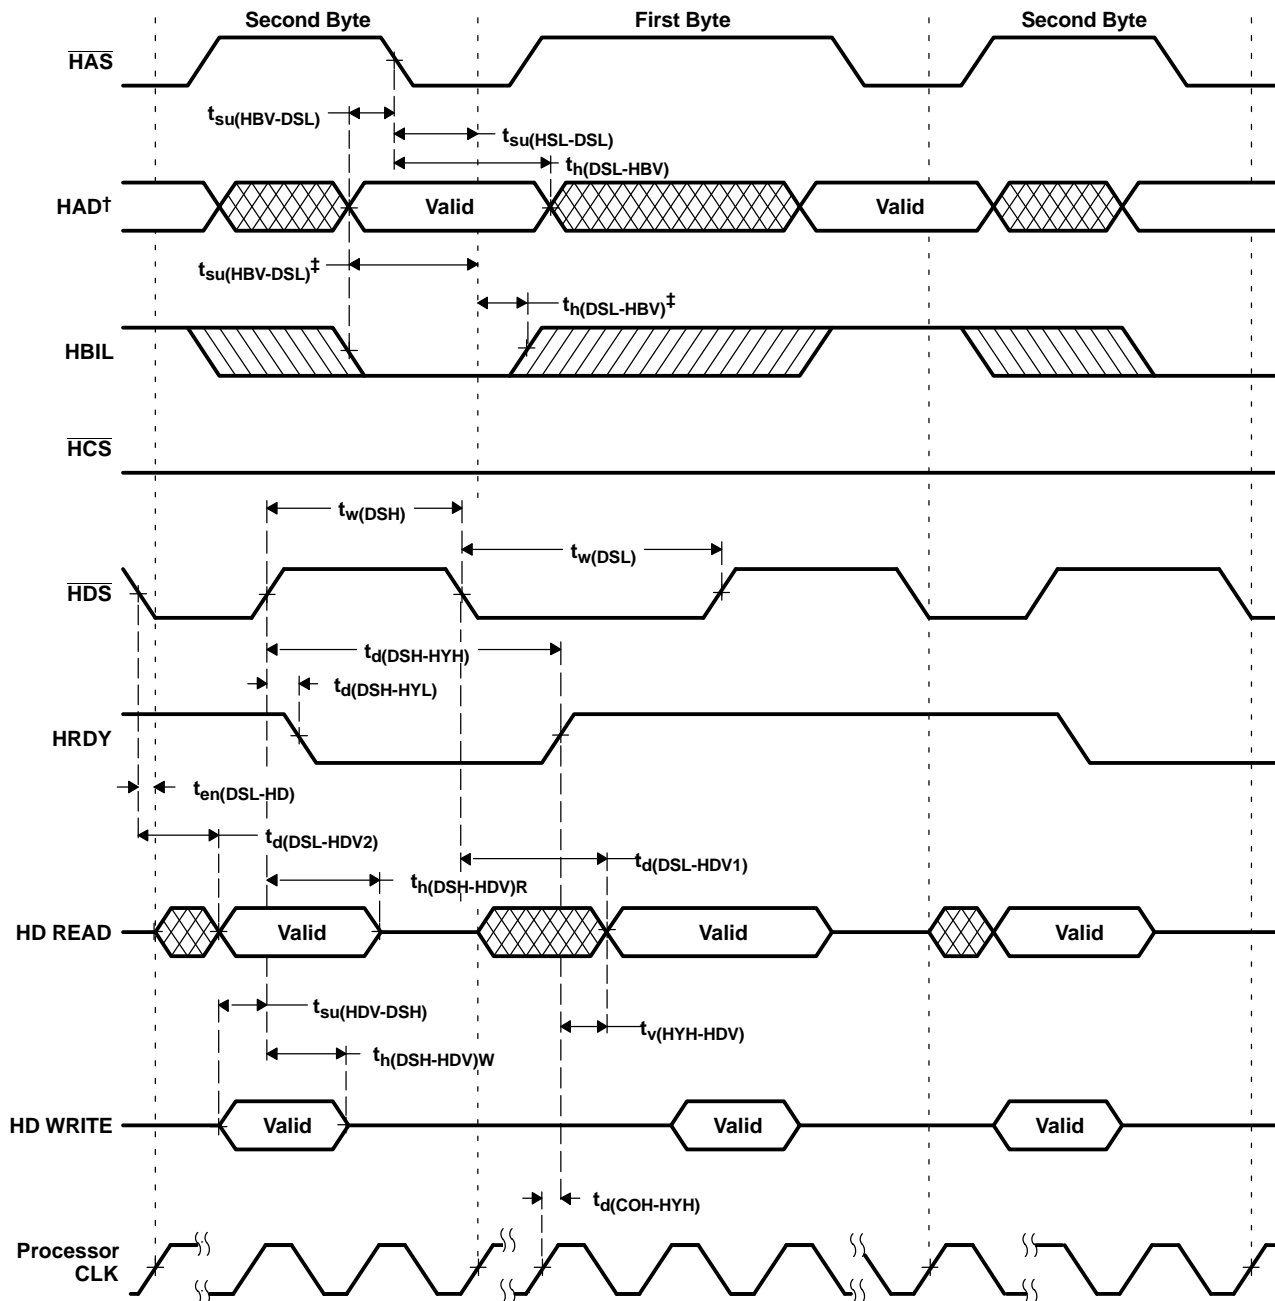 Second Byte First Byte Second Byte
HAS
tsu(HBV-DSL)
tsu(HSL-DSL)
th(DSL-HBV)
HAD† Valid Valid
tsu(HBV-DSL)‡
th(DSL-HBV)‡
HBIL
HCS
tw(DSH)
tw(DSL)
HDS
td(DSH-HYH)
td(DSH-HYL)
HRDY
ten(DSL-HD)
td(DSL-HDV2)
td(DSL-HDV1)
th(DSH-HDV)R
HD READ Valid Valid Valid
tsu(HDV-DSH)
tv(HYH-HDV)
th(DSH-HDV)W
HD WRITE Valid Valid Valid
td(COH-HYH)
Processor
CLK